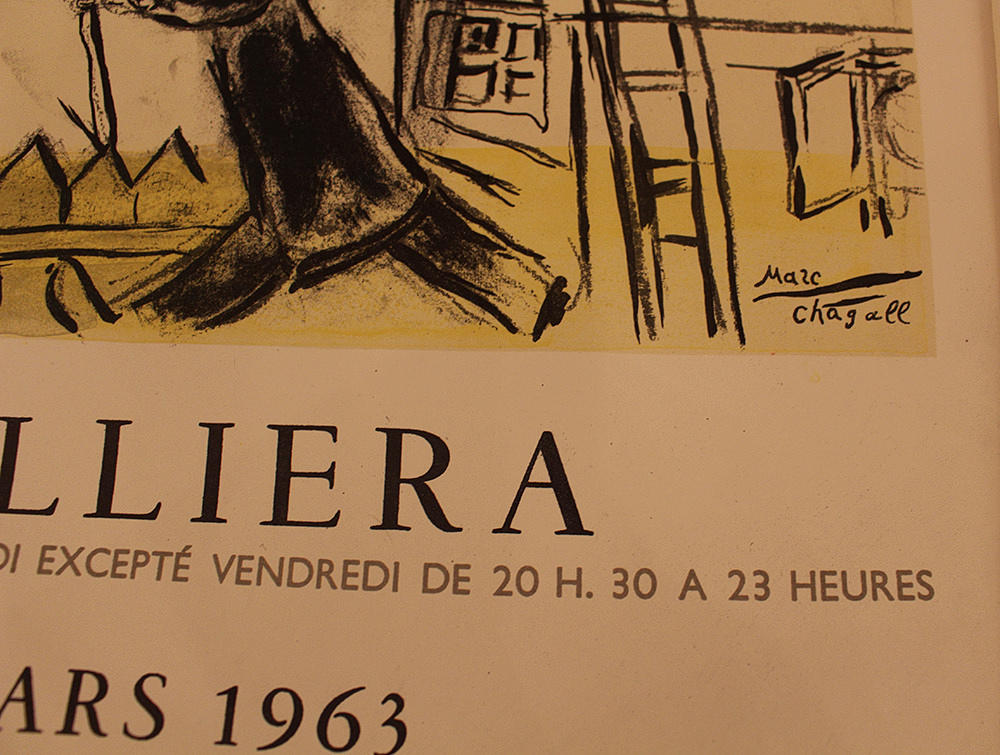 Marc
chagall
LLIERA
DI EXCEPTÉ VENDREDI DE 20 H. 30 A 23 HEURES
ARS 1963